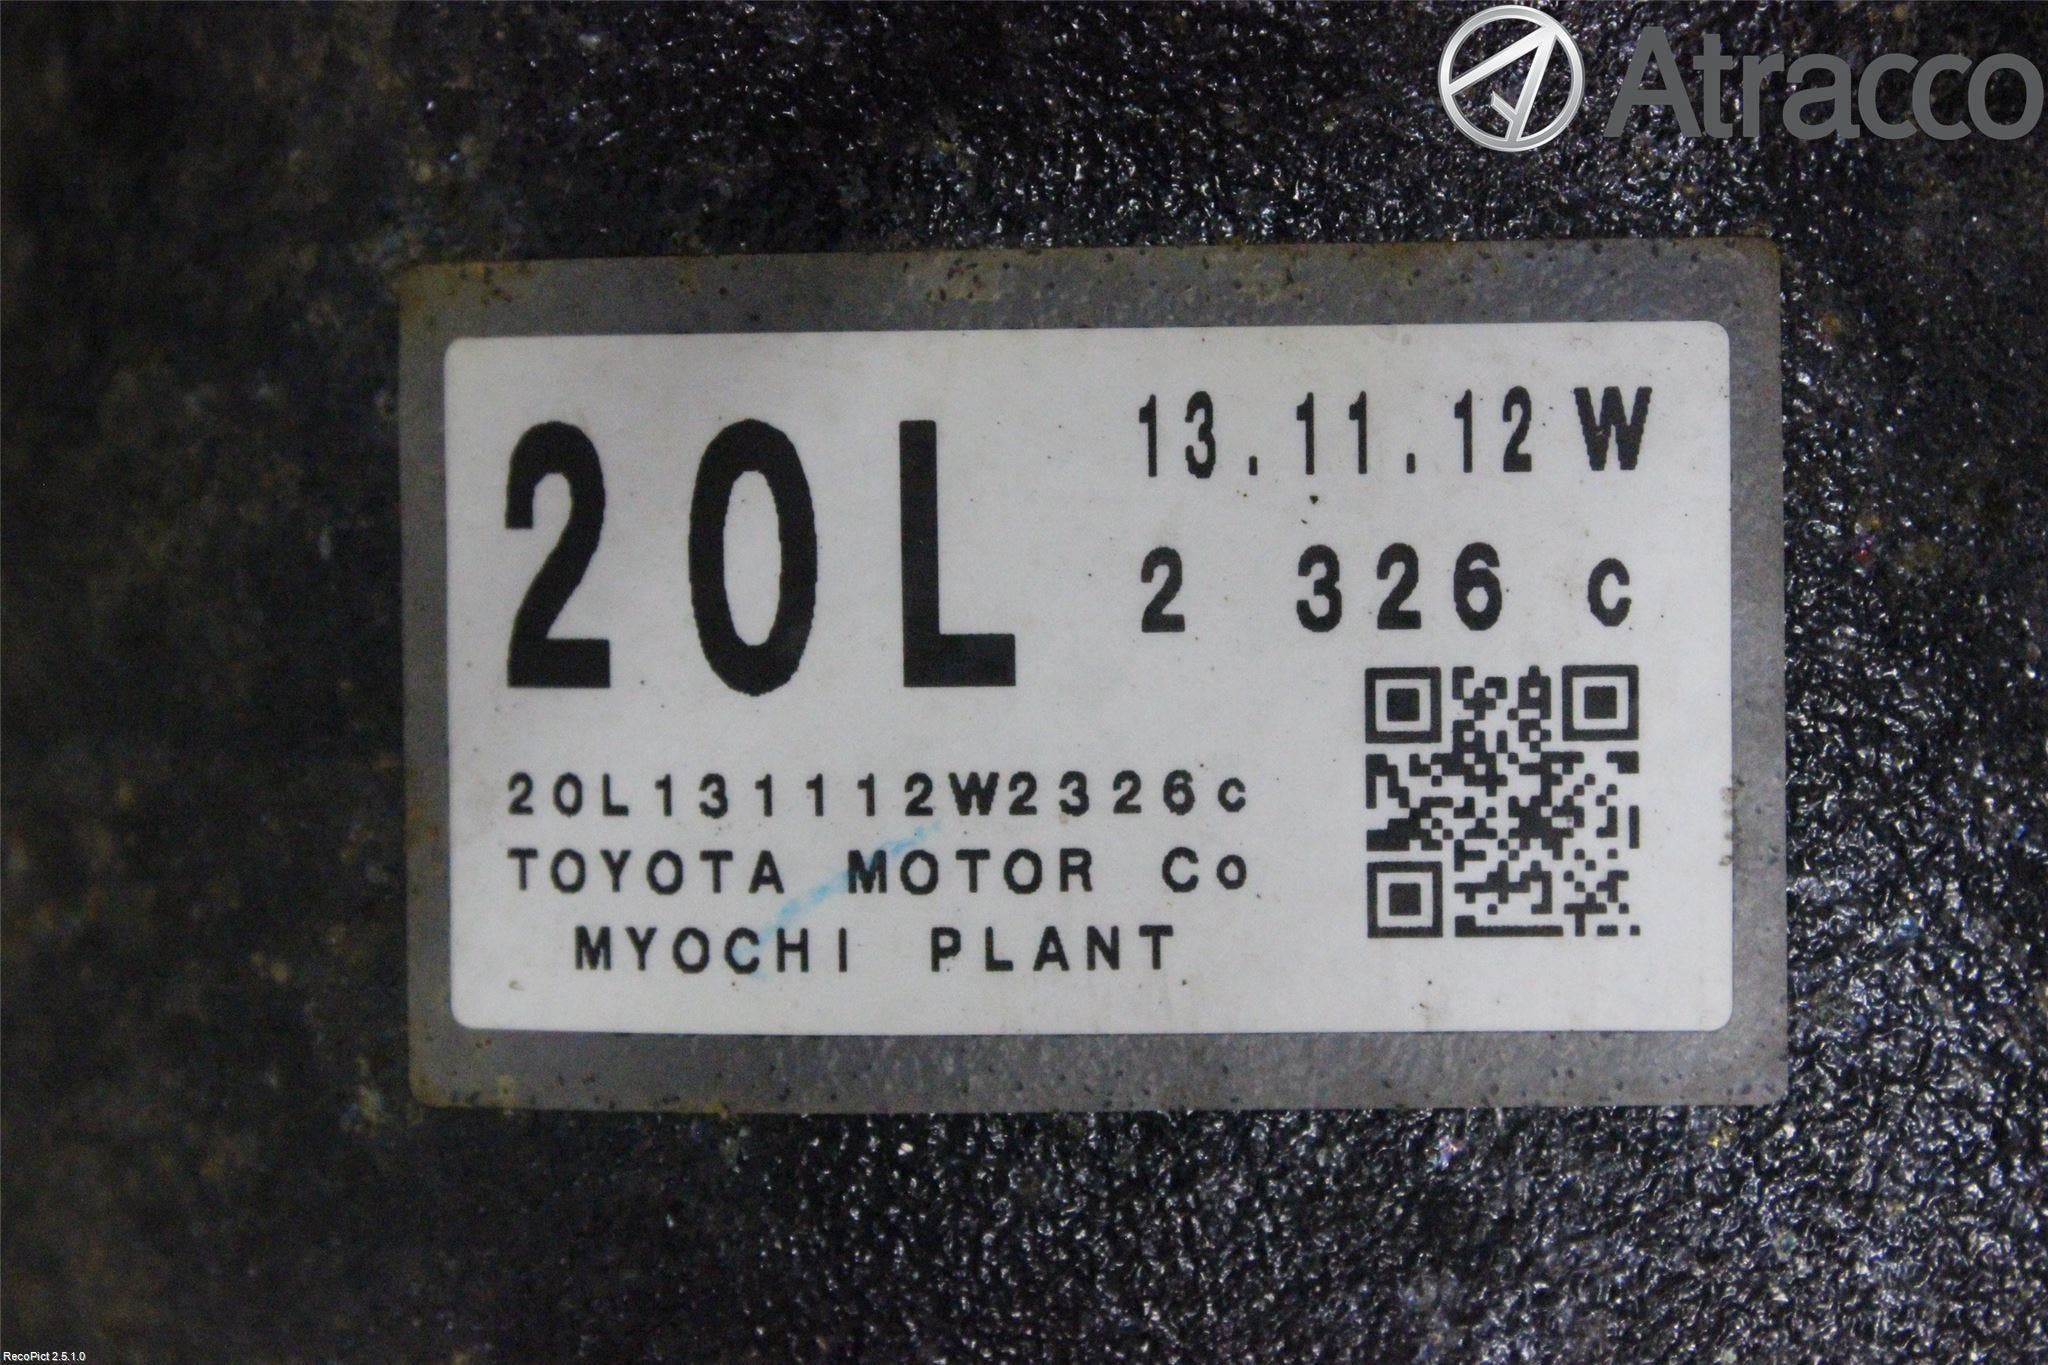 Atracco
20L
13.11.12 W
2 326 c
20L131112W2326c
TOYOTA MOTOR Co
MYOCHI PLANT
RecoPict 2.5.1.0